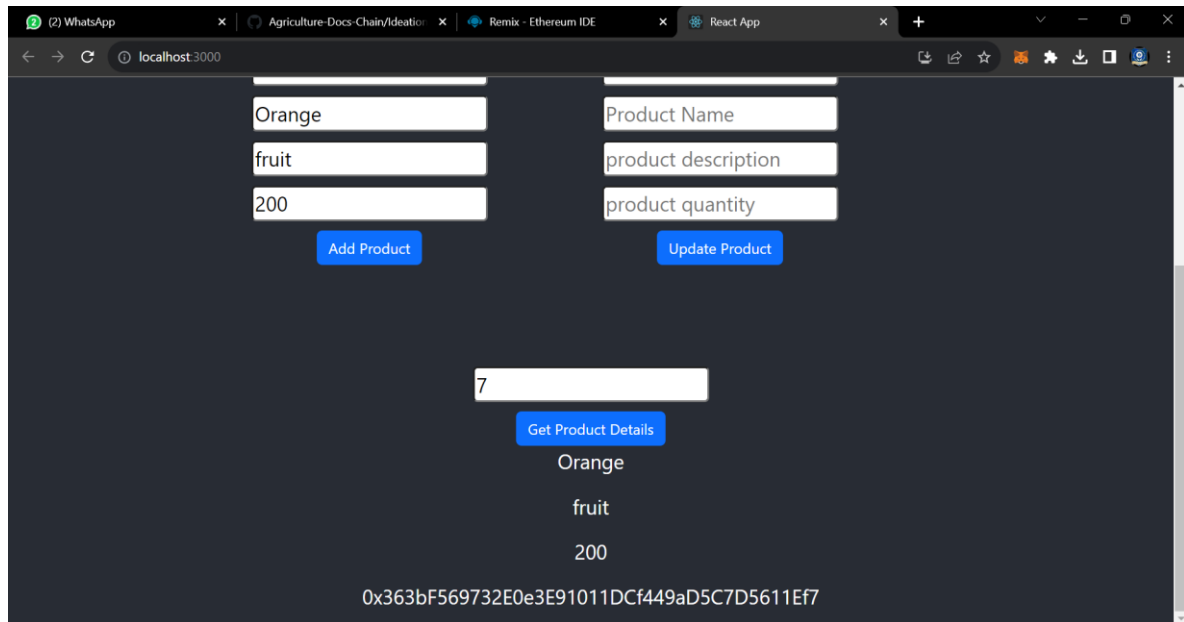 (2) WhatsApp
Agriculture-Docs-Chain/Ideation
Remix - Ethereum IDE
React App
localhost:3000
Orange
Product Name
fruit
product description
200
product quantity
Add Product
Update Product
7
Get Product Details
Orange
fruit
200
0x363bF569732E0e3E91011DCf449aD5C7D5611Ef7